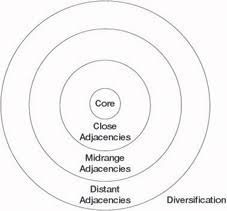 Core
Close
Adjacencies
Midrange
Adjacencies
Distant
Adjacencies
Diversification